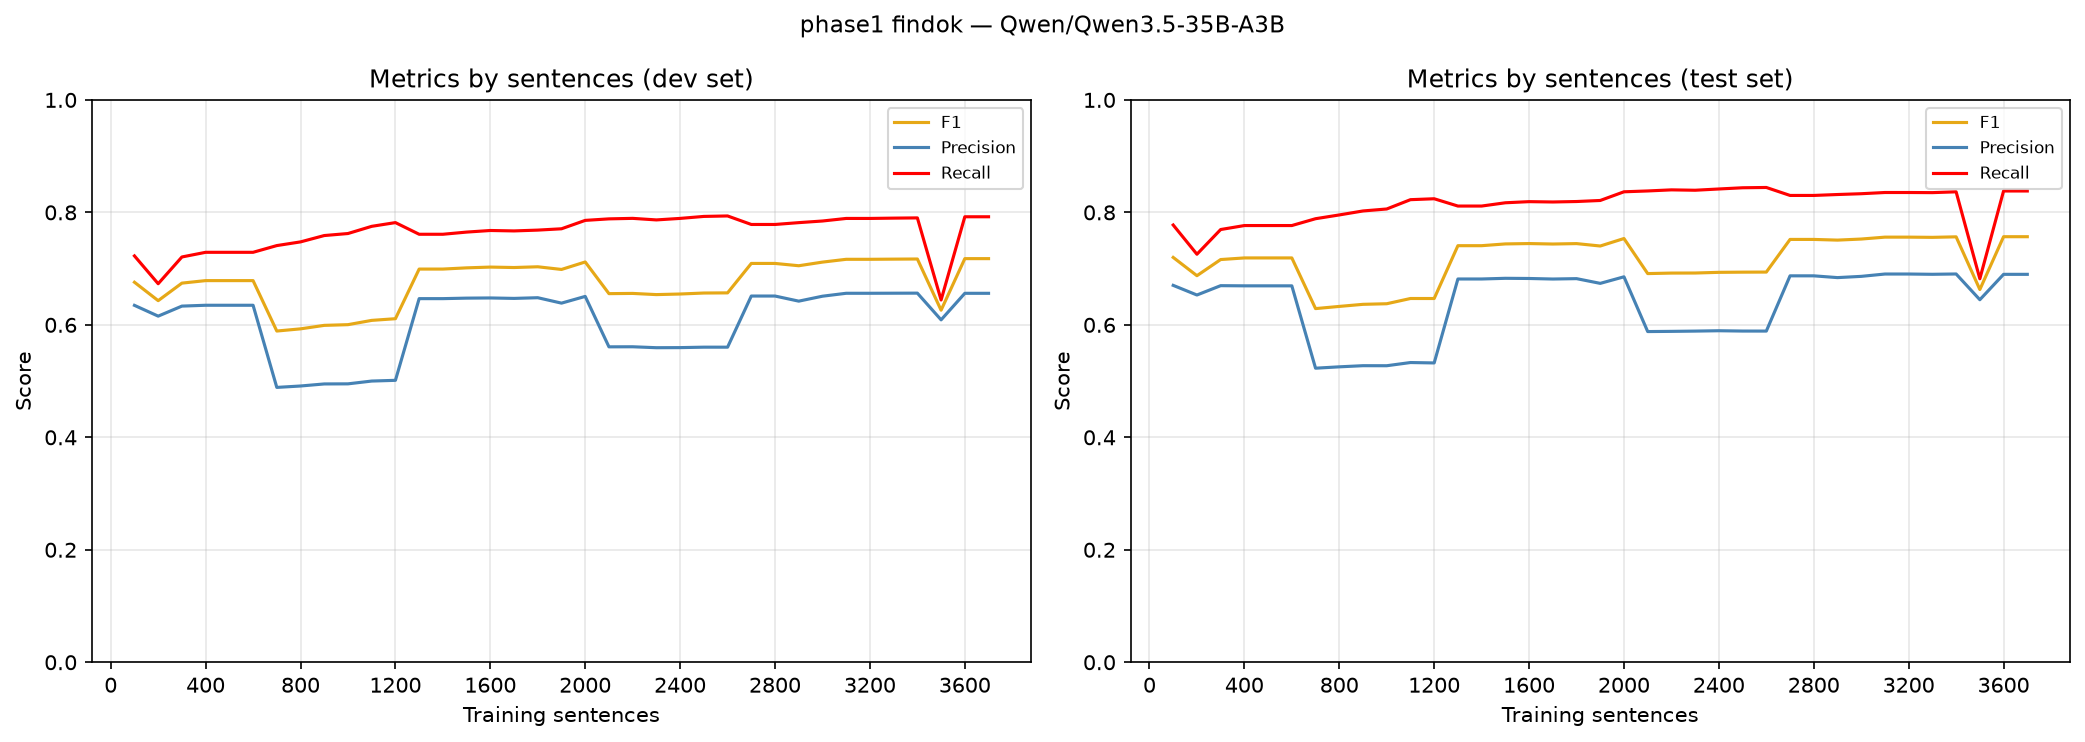 phase1 findok — Qwen/Qwen3.5-35B-A3B
Metrics by sentences (dev set)
1.0
0.8
0.6
0.4
0.2
0.0
Score
F1
Precision
Recall
0 400 800 1200 1600 2000 2400 2800 3200 3600
Training sentences
Metrics by sentences (test set)
1.0
0.8
0.6
0.4
0.2
0.0
Score
F1
Precision
Recall
0 400 800 1200 1600 2000 2400 2800 3200 3600
Training sentences